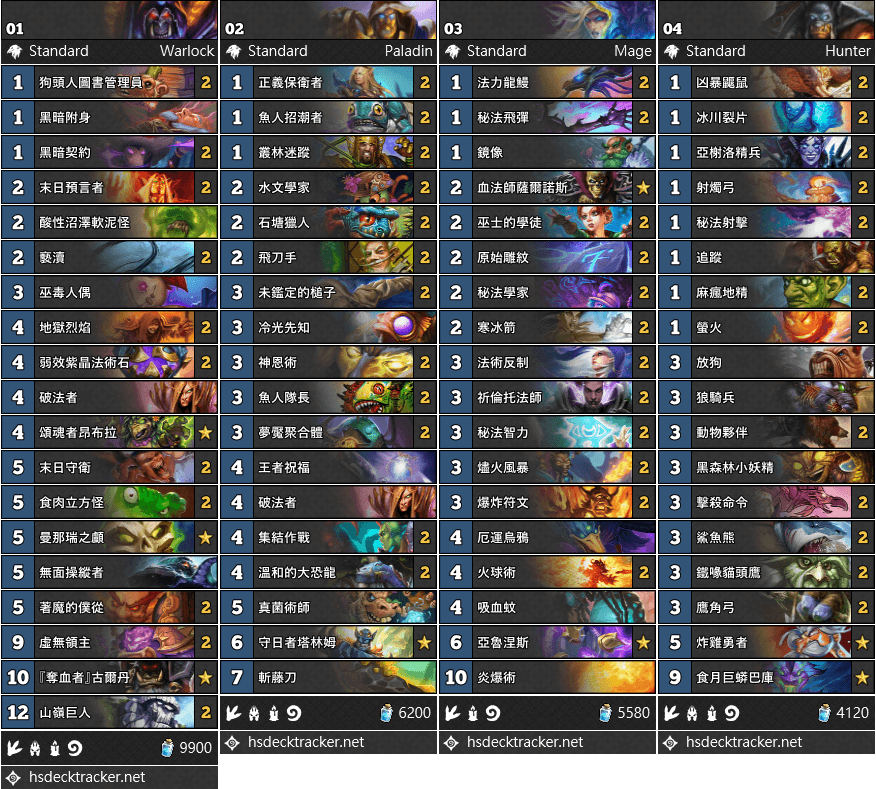 01
Standard Warlock
1 狗頭人圖書管理員 2
1 黑暗附身
1 黑暗契約 2
2 末日預言者 2
2 酸性沼澤軟泥怪 2
2 褻瀆 2
3 巫毒人偶
4 地獄烈焰 2
4 弱效紫晶法術石 2
4 破法者
4 頌魂者昂布拉
5 末日守衛 2
5 食肉立方怪 2
5 曼那瑞之顱
5 無面操縱者
5 著魔的僕從 2
9 虛無領主 2
10 『奪血者』古爾丹
12 山嶺巨人 2
9900
hsdecktracker.net
02
Standard Paladin
1 正義保衛者 2
1 魚人招潮者 2
1 叢林迷蹤 2
2 水文學家 2
2 石塘獵人 2
2 飛刀手 2
3 未鑑定的槌子 2
3 冷光先知
3 神恩術 2
3 魚人隊長 2
3 夢魘聚合體 2
4 王者祝福
4 破法者
4 集結作戰 2
4 溫和的大恐龍 2
5 真菌術師
6 守日者塔林姆
7 斬藤刀
6200
hsdecktracker.net
03
Standard Mage
1 法力龍鰻 2
1 秘法飛彈 2
1 鏡像
2 血法師薩爾諾斯
2 巫士的學徒 2
2 原始雕紋 2
2 秘法學家 2
2 寒冰箭 2
3 法術反制 2
3 祈倫托法師 2
3 秘法智力 2
3 爐火風暴 2
3 爆炸符文 2
4 厄運烏鴉
4 火球術 2
4 吸血蚊
6 亞魯涅斯
10 炎爆術
5580
hsdecktracker.net
04
Standard Hunter
1 凶暴鼴鼠 2
1 冰川裂片 2
1 亞榭洛精兵 2
1 射燭弓 2
1 秘法射擊 2
1 追蹤
1 麻瘋地精 2
1 螢火 2
3 放狗
3 狼騎兵
3 動物夥伴 2
3 黑森林小妖精
3 擊殺命令 2
3 鯊魚熊 2
3 鐵喙貓頭鷹 2
3 鷹角弓 2
5 炸雞勇者
9 食月巨蟒巴庫
4120
hsdecktracker.net